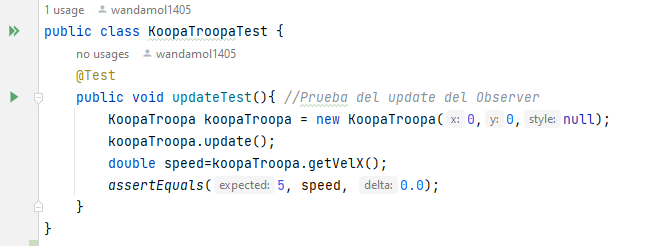 1 usage wandamol1405
public class KoopaTroopaTest {
no usages wandamol1405
@Test
public void updateTest(){ //Prueba del update del Observer
KoopaTroopa koopaTroopa = new KoopaTroopa( x: 0, y: 0, style: null);
koopaTroopa.update();
double speed=koopaTroopa.getVelX();
assertEquals( expected: 5, speed, delta: 0.0);
}
}